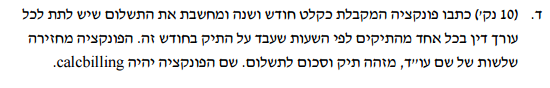 ד. (10 נק') כתבו פונקציה המקבלת כקלט חודש ושנה ומחשבת את התשלום שיש לתת לכל
עורך דין בכל אחד מהתיקים לפי השעות שעבד על התיק בחודש זה. הפונקציה מחזירה
שלשות של שם עו״ד, מזהה תיק וסכום לתשלום. שם הפונקציה יהיה calcbilling.